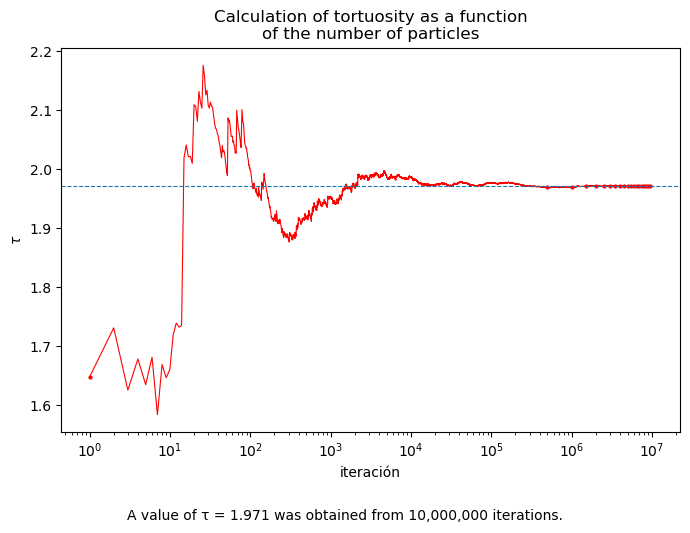 Calculation of tortuosity as a function
of the number of particles
2.2
2.1
2.0
1.9
1.8
1.7
1.6
τ
10⁰ 10¹ 10² 10³ 10⁴ 10⁵ 10⁶ 10⁷
iteración
A value of τ = 1.971 was obtained from 10,000,000 iterations.